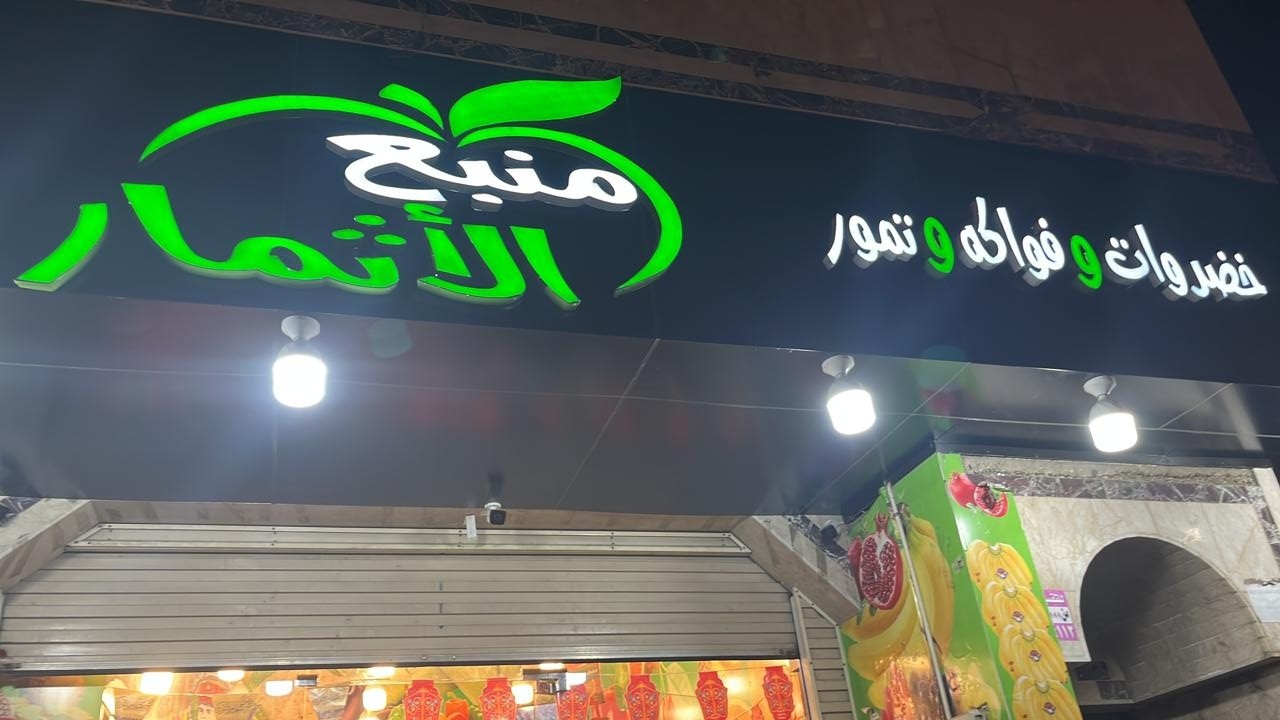 خضروات و فواكه و تمور
منبع
الأثمار